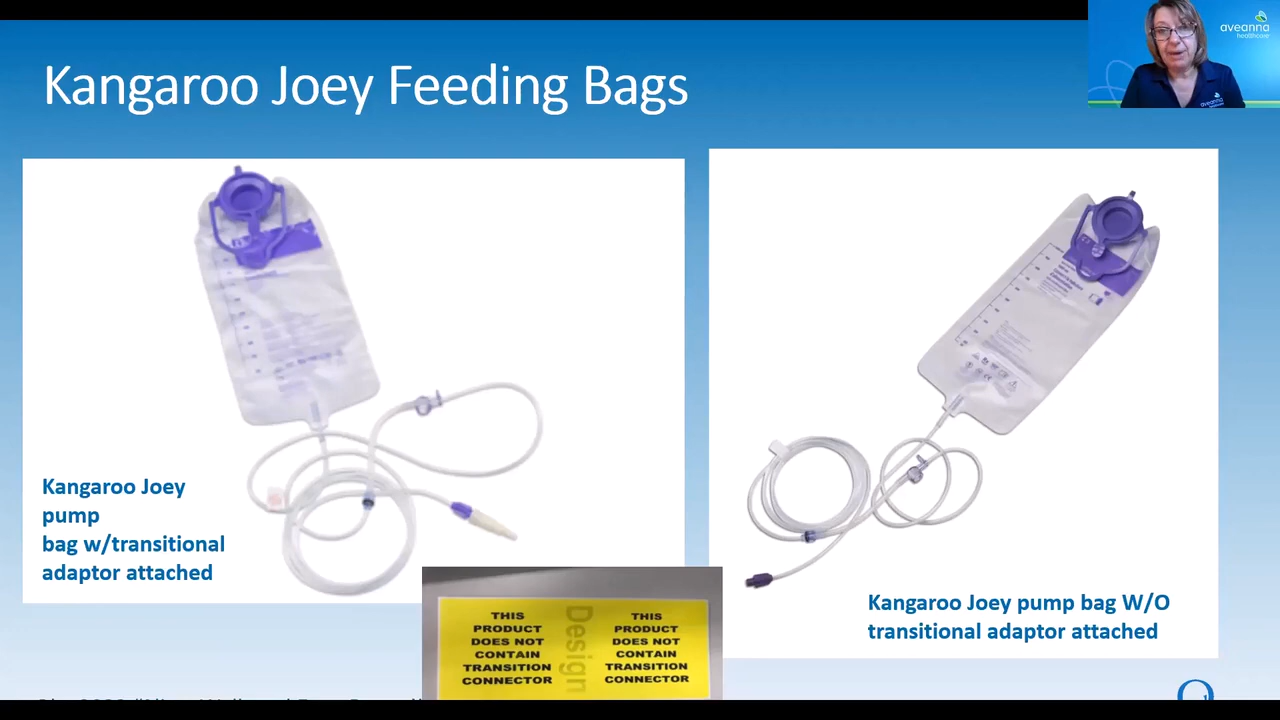 aveanna
healthcare
Kangaroo Joey Feeding Bags
Kangaroo Joey
pump
bag w/transitional
adaptor attached
THIS
PRODUCT
DOES NOT
CONTAIN
TRANSITION
CONNECTOR
Design
THIS
PRODUCT
DOES NOT
CONTAIN
TRANSITION
CONNECTOR
Kangaroo Joey pump bag W/O
transitional adaptor attached